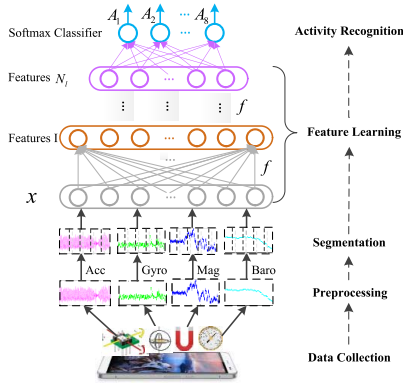 A1 A2 ... A8
Softmax Classifier
Activity Recognition
Features Nl
...
f
Features 1
Feature Learning
...
f
x
...
Segmentation
Acc Gyro Mag Baro
Preprocessing
Data Collection